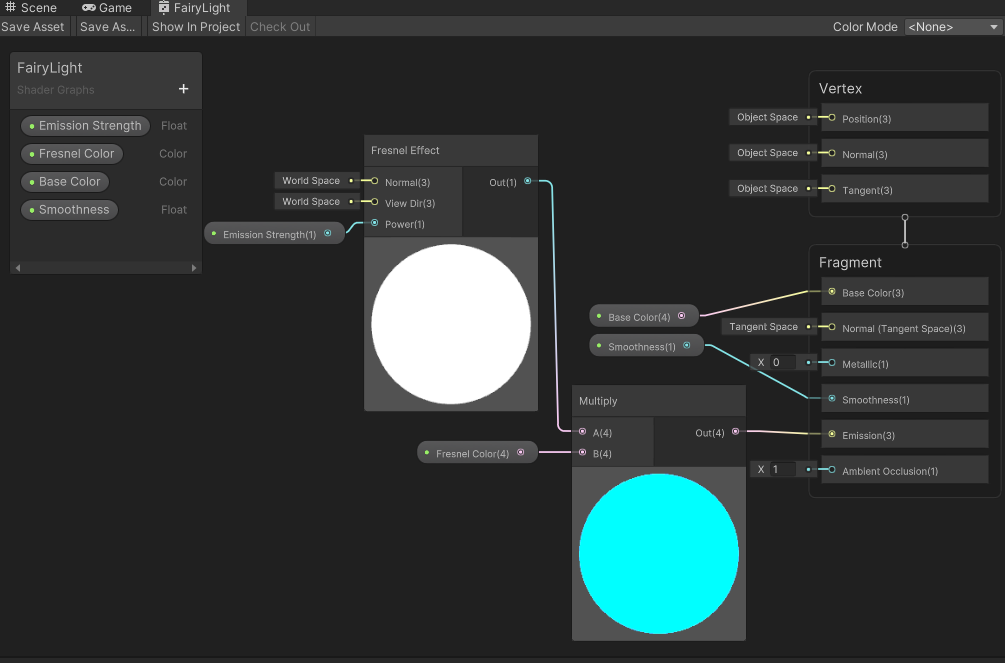 Scene Game FairyLight
Save Asset Save As... Show In Project Check Out Color Mode <None>
FairyLight
Shader Graphs
+
Emission Strength Float
Fresnel Color Color
Base Color Color
Smoothness Float
Fresnel Effect
World Space Normal(3) Out(1)
World Space View Dir(3)
Emission Strength(1) Power(1)
Fresnel Color(4)
Multiply
A(4) Out(4)
B(4)
Base Color(4)
Smoothness(1)
Vertex
Object Space Position(3)
Object Space Normal(3)
Object Space Tangent(3)
Fragment
Base Color(3)
Tangent Space Normal (Tangent Space)(3)
X 0 Metallic(1)
Smoothness(1)
Emission(3)
X 1 Ambient Occlusion(1)